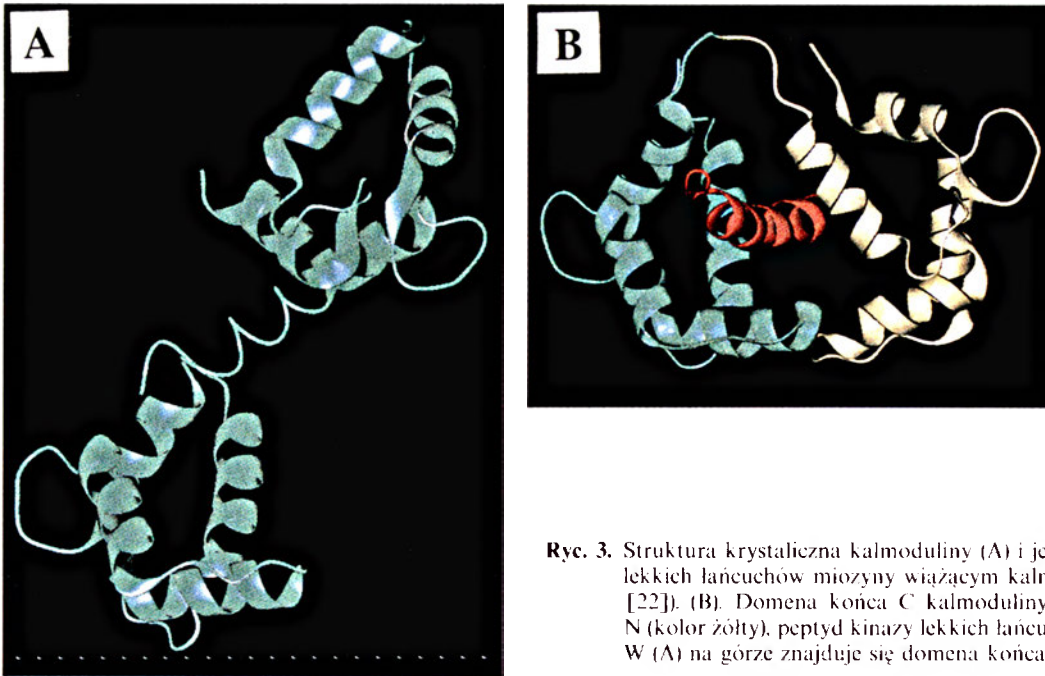 A
B
Ryc. 3. Struktura krystaliczna kalmoduliny (A) i je
lekkich łańcuchów miozyny wiążącym kalm
[22]). (B). Domena końca C kalmoduliny
N (kolor żółty), peptyd kinazy lekkich łańcu
W (A) na górze znajduje się domena końca